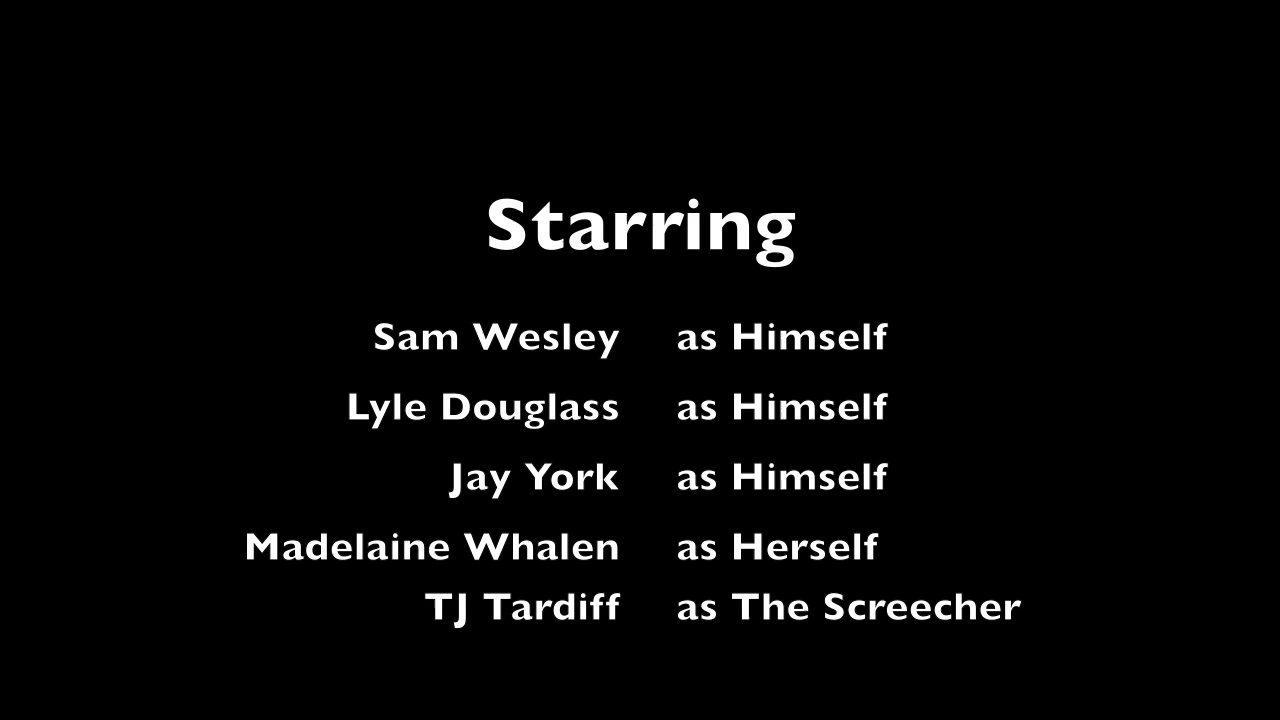 Starring
Sam Wesley as Himself
Lyle Douglass as Himself
Jay York as Himself
Madelaine Whalen as Herself
TJ Tardiff as The Screecher